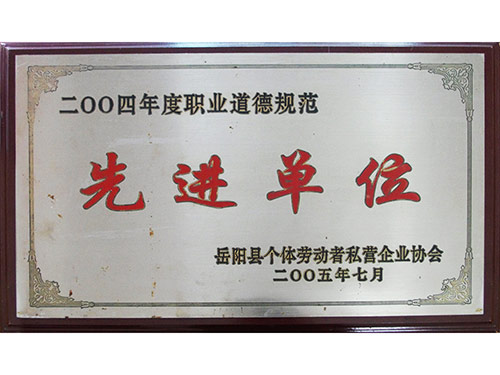 二〇〇四年度职业道德规范
先进单位
岳阳县个体劳动者私营企业协会
二〇〇五年七月